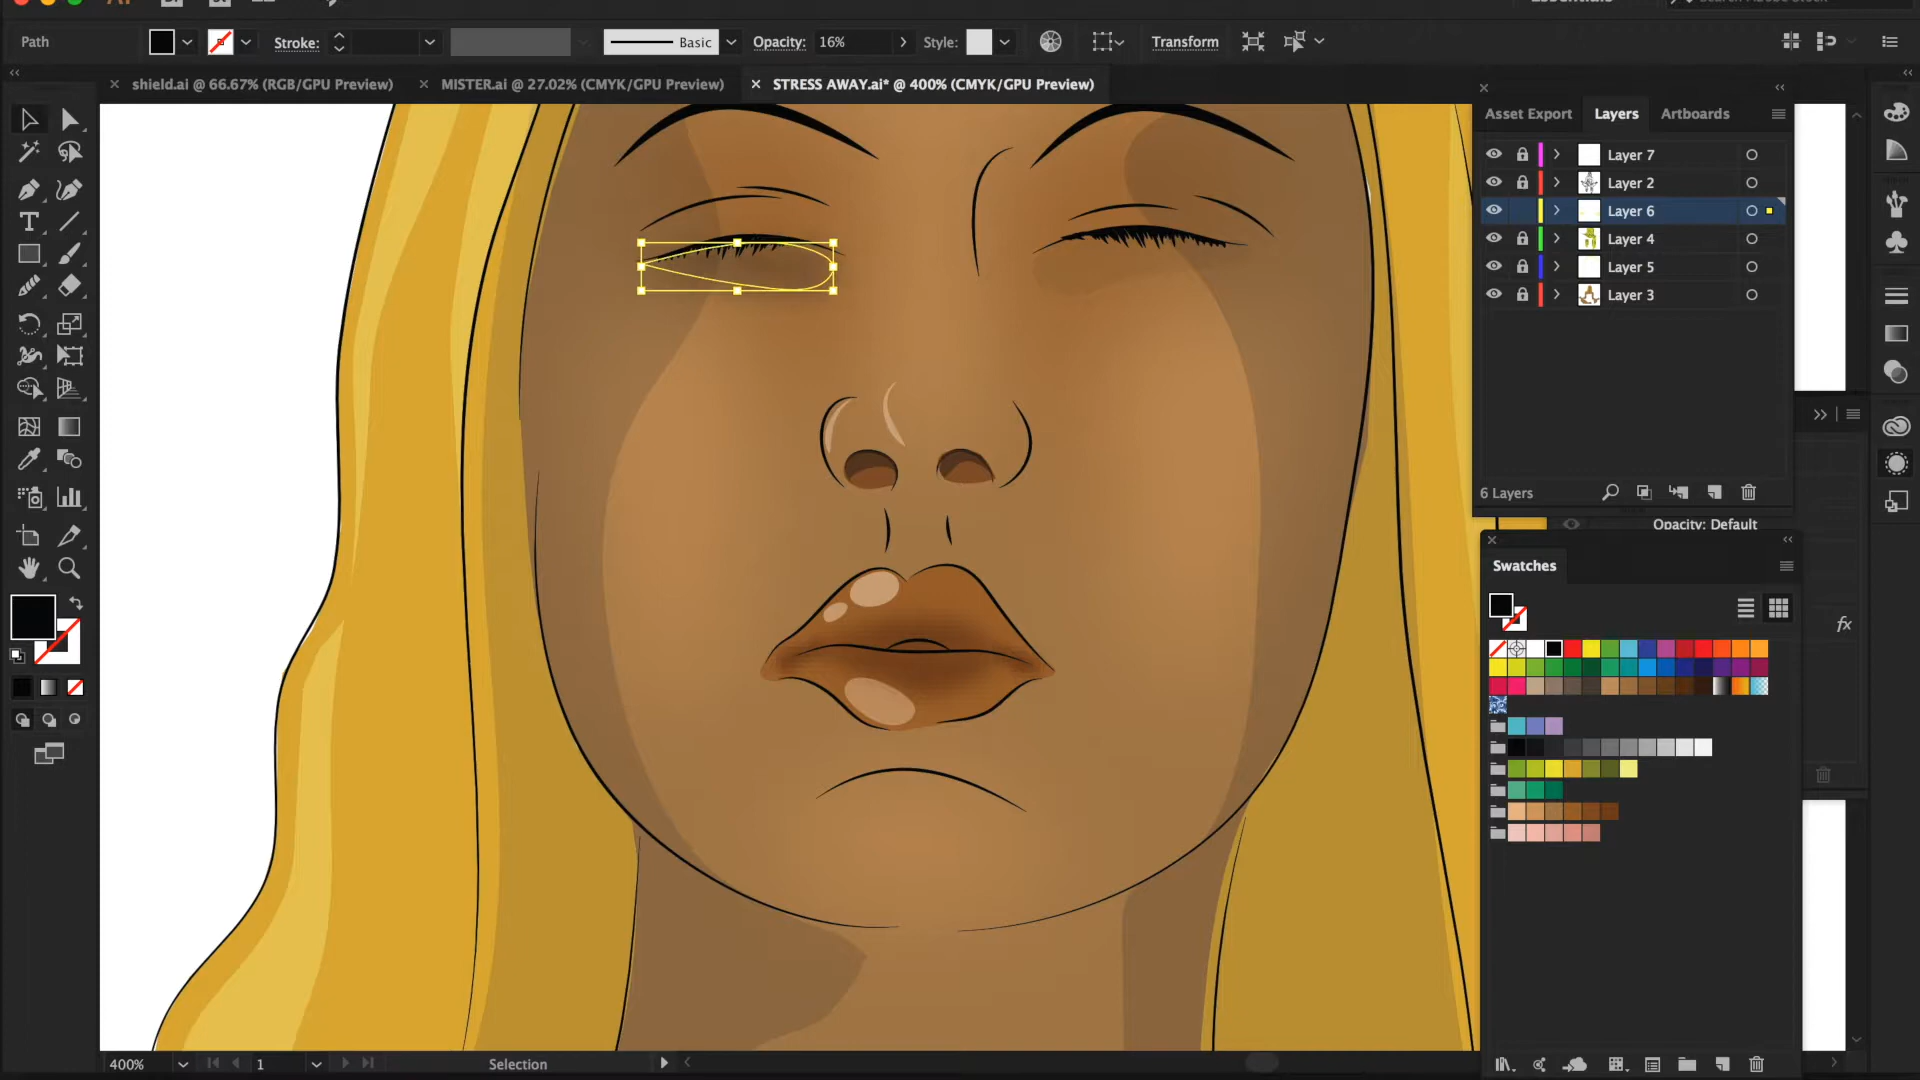 Path
Stroke:
Basic
Opacity: 16%
Style:
Transform
shield.ai @ 66.67% (RGB/GPU Preview)
MISTER.ai @ 27.02% (CMYK/GPU Preview)
STRESS AWAY.ai* @ 400% (CMYK/GPU Preview)
Asset Export
Layers
Artboards
Layer 7
Layer 2
Layer 6
Layer 4
Layer 5
Layer 3
6 Layers
Opacity: Default
Swatches
fx
400%
1
Selection